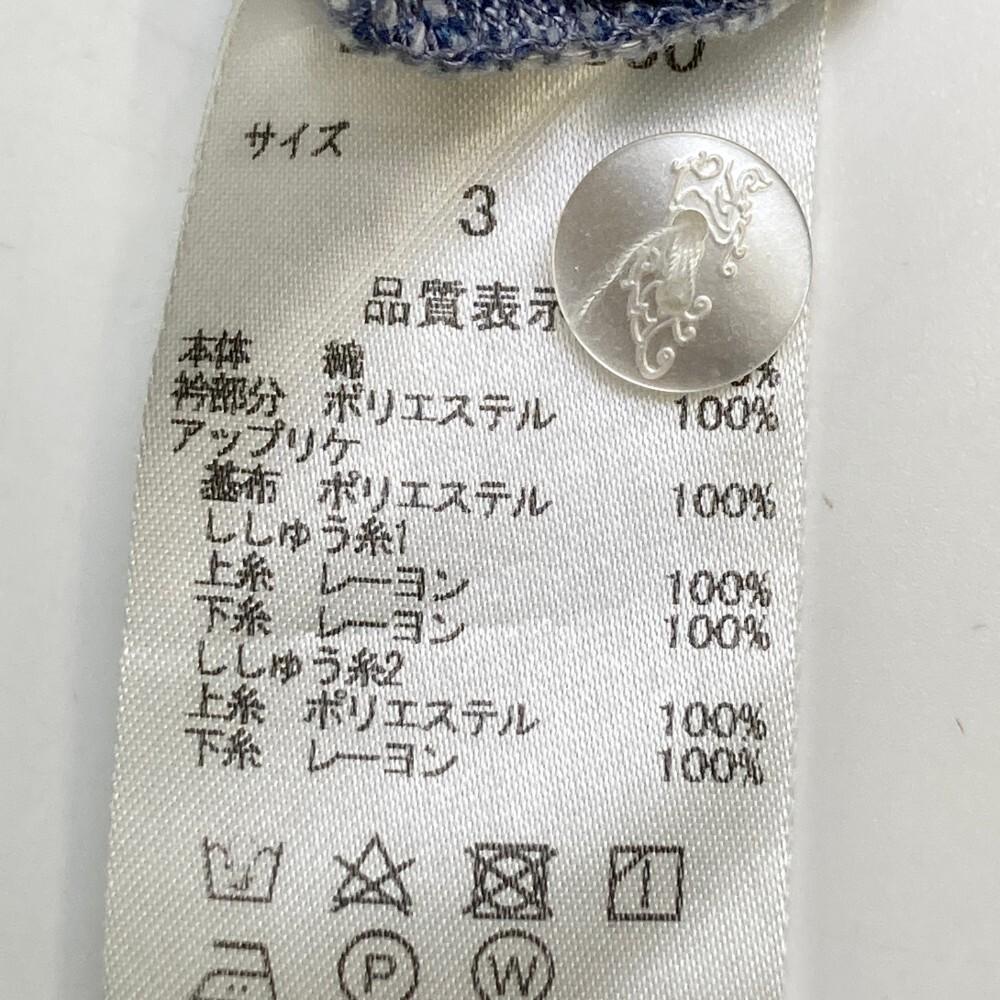 サイズ
3
品質表示
本体 綿
衿部分 ポリエステル 100%
アップリケ
基布 ポリエステル 100%
ししゅう糸1
上糸 レーヨン 100%
下糸 レーヨン 100%
ししゅう糸2
上糸 ポリエステル 100%
下糸 レーヨン 100%
P W